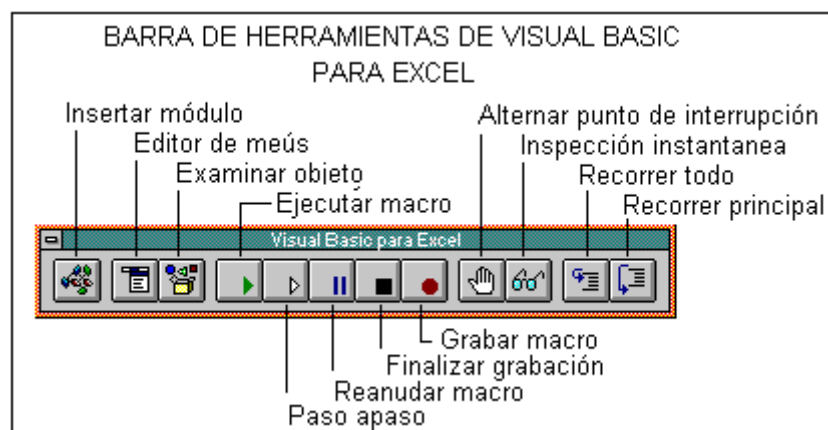 BARRA DE HERRAMIENTAS DE VISUAL BASIC
PARA EXCEL
Insertar módulo
Editor de meús
Examinar objeto
Ejecutar macro
Alternar punto de interrupción
Inspección instantanea
Recorrer todo
Recorrer principal
Visual Basic para Excel
Grabar macro
Finalizar grabación
Reanudar macro
Paso apaso